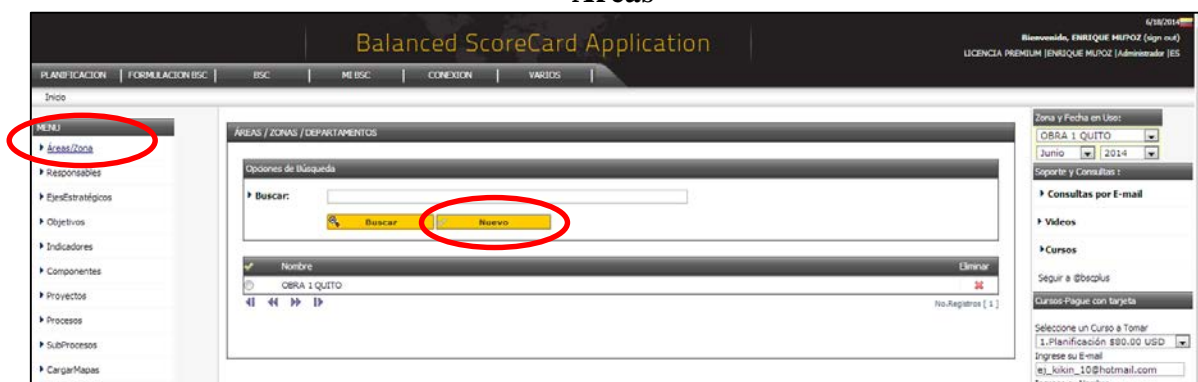 Áreas
6/18/2014
Balanced ScoreCard Application
Bienvenido, ENRIQUE MU?OZ (sign out)
LICENCIA PREMIUM |ENRIQUE MU?OZ |Administrador |ES
PLANIFICACION | FORMULACION BSC | BSC | MI BSC | CONEXION | VARIOS |
Inicio
MENU
Áreas/Zona
Responsables
EjesEstratégicos
Objetivos
Indicadores
Componentes
Proyectos
Procesos
SubProcesos
CargarMapas
ÁREAS / ZONAS / DEPARTAMENTOS
Opciones de Búsqueda
Buscar:
Buscar Nuevo
Nombre Eliminar
OBRA 1 QUITO
No.Registros [ 1 ]
Zona y Fecha en Uso:
OBRA 1 QUITO
Junio 2014
Soporte y Consultas :
Consultas por E-mail
Videos
Cursos
Seguir a @bscplus
Cursos-Pague con tarjeta
Seleccione un Curso a Tomar
1.Planificación $80.00 USD
Ingrese su E-mail
ej_kikin_10@hotmail.com